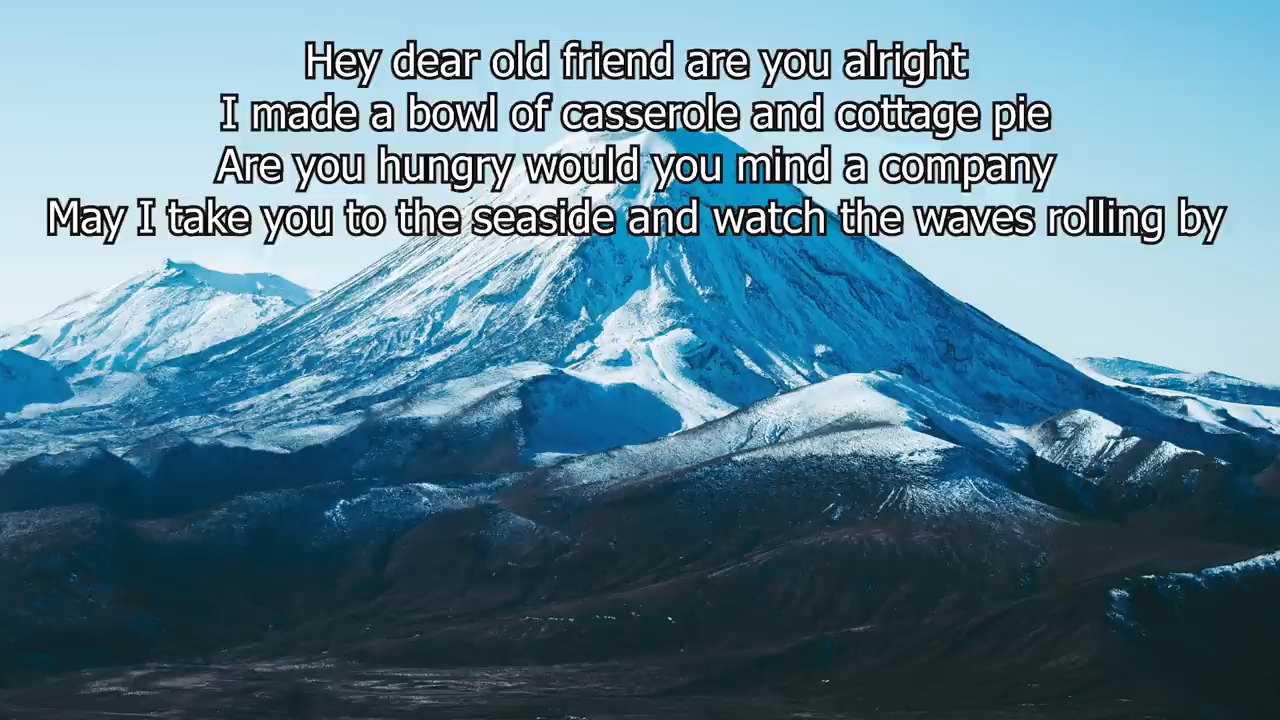 Hey dear old friend are you alright
I made a bowl of casserole and cottage pie
Are you hungry would you mind a company
May I take you to the seaside and watch the waves rolling by